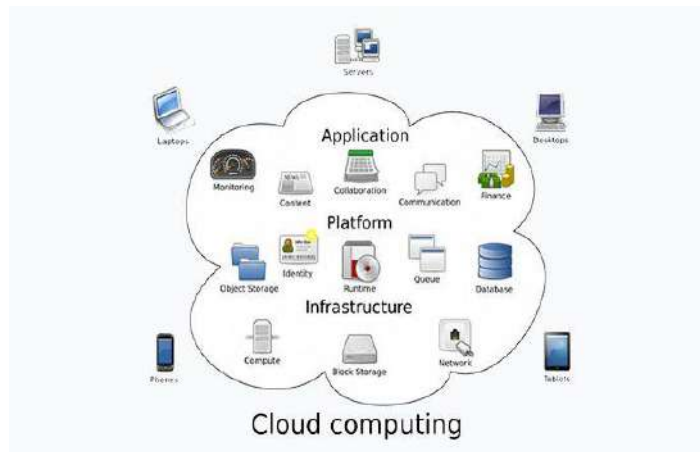 Servers
Laptops
Desktops
Application
Monitoring
NEWS
Content
Collaboration
Communication
Finance
Platform
Object Storage
Identity
Runtime
Queue
Database
Infrastructure
Compute
Block Storage
Network
Phones
Tablets
Cloud computing